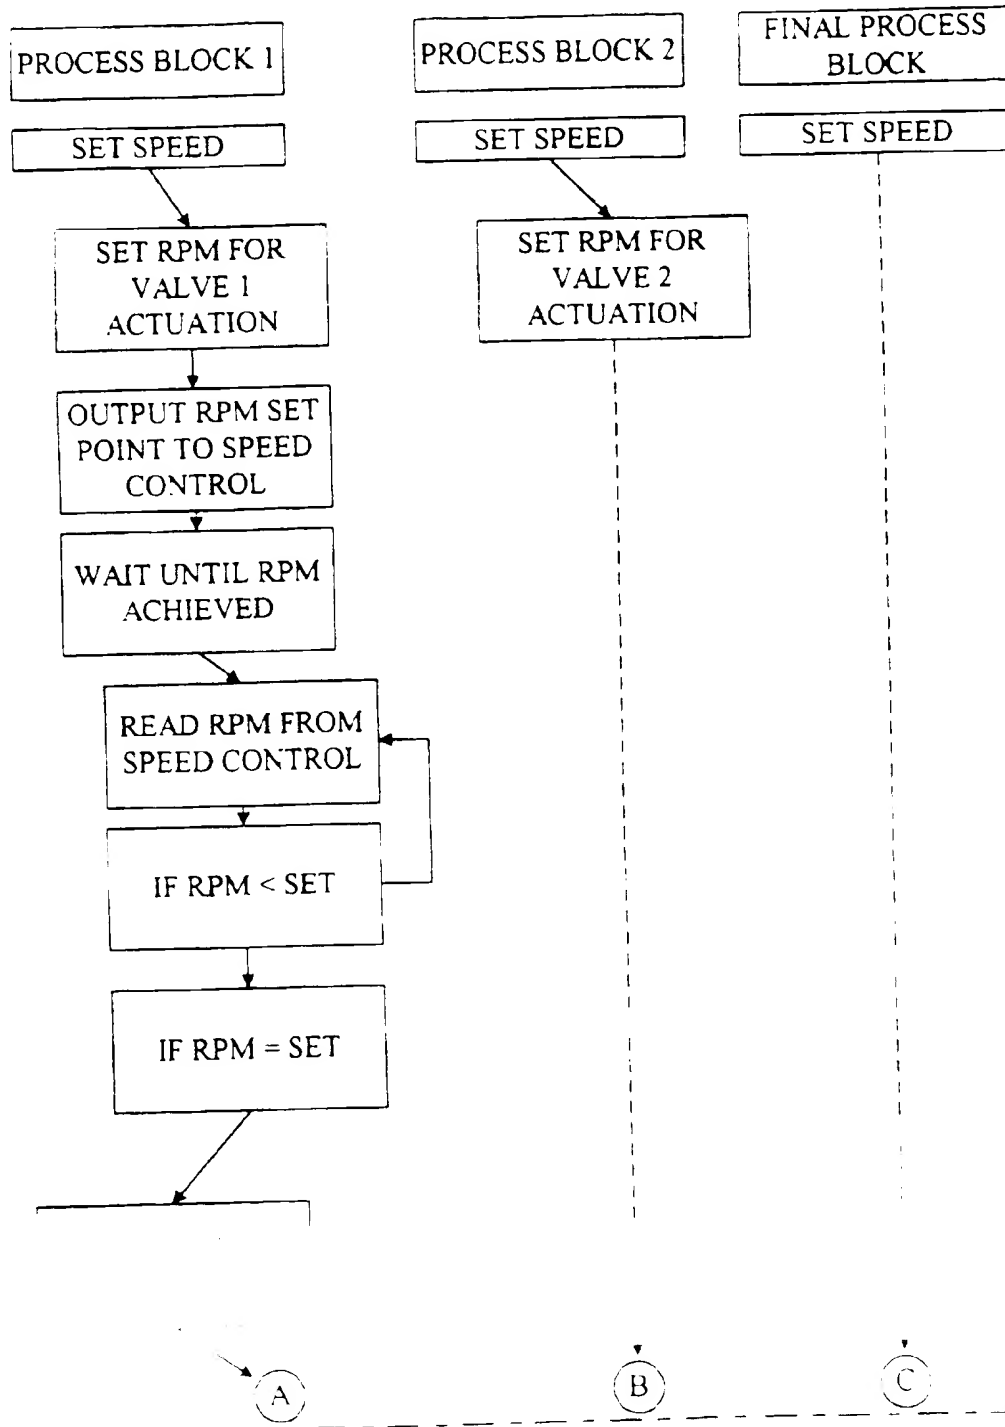 PROCESS BLOCK 1
SET SPEED
SET RPM FOR
VALVE 1
ACTUATION
OUTPUT RPM SET
POINT TO SPEED
CONTROL
WAIT UNTIL RPM
ACHIEVED
READ RPM FROM
SPEED CONTROL
IF RPM < SET
IF RPM = SET
A
PROCESS BLOCK 2
SET SPEED
SET RPM FOR
VALVE 2
ACTUATION
B
FINAL PROCESS
BLOCK
SET SPEED
C